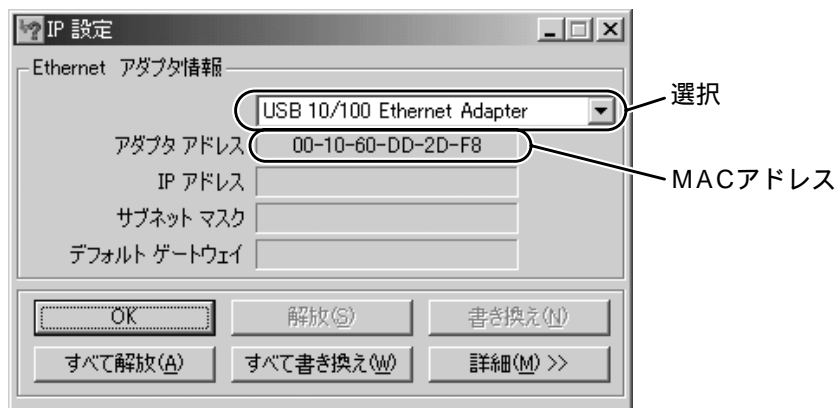 IP 設定
Ethernet アダプタ情報
USB 10/100 Ethernet Adapter
選択
アダプタ アドレス 00-10-60-DD-2D-F8
MACアドレス
IP アドレス
サブネット マスク
デフォルト ゲートウェイ
OK 解放(S) 書き換え(N)
すべて解放(A) すべて書き換え(W) 詳細(M) >>